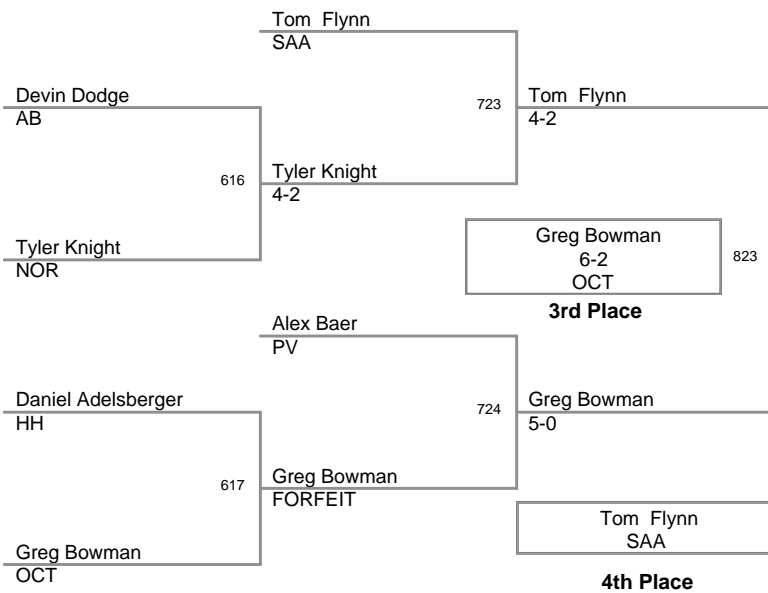 Tom Flynn
SAA
Devin Dodge
AB
723
Tom Flynn
4-2
616
Tyler Knight
4-2
Tyler Knight
NOR
Greg Bowman
6-2
OCT
823
3rd Place
Alex Baer
PV
Daniel Adelsberger
HH
724
Greg Bowman
5-0
617
Greg Bowman
FORFEIT
Tom Flynn
SAA
Greg Bowman
OCT
4th Place